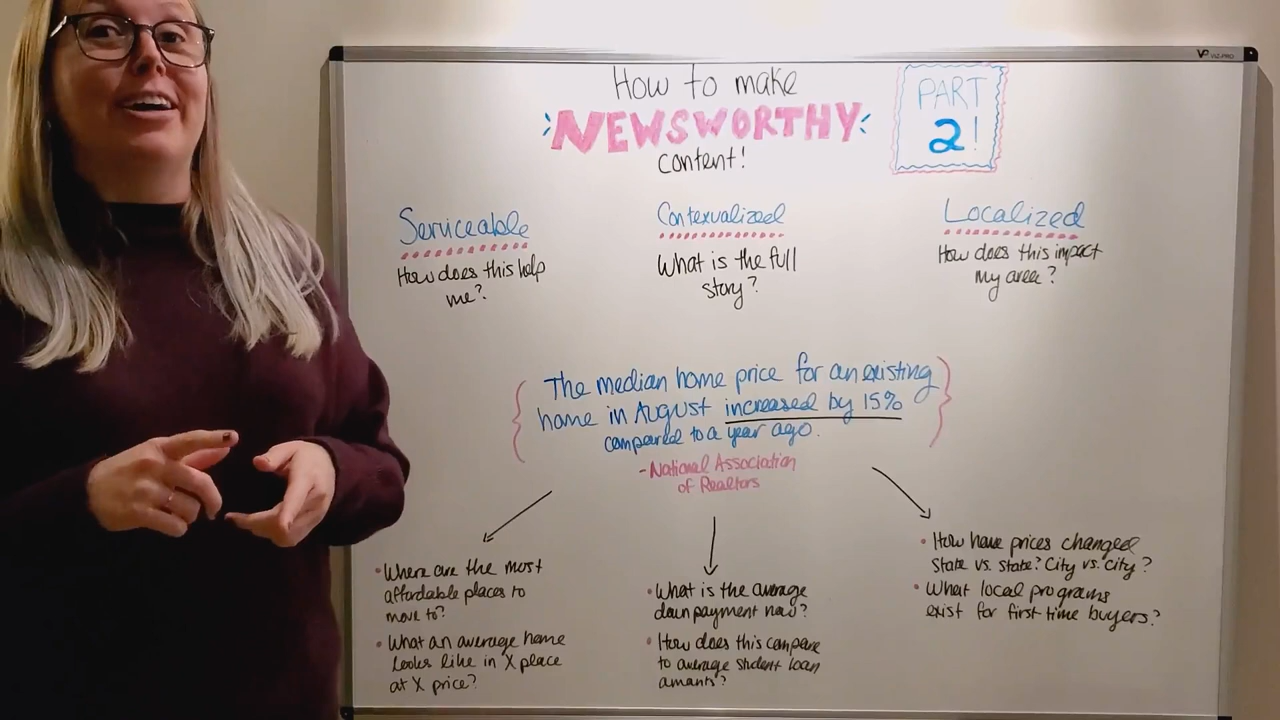 VIZ-PRO
How to make
NEWSWORTHY
content!
PART
2!
Serviceable
How does this help
me?
Contexualized
What is the full
story?
Localized
How does this impact
my area?
The median home price for an existing
home in August increased by 15%
compared to a year ago.
- National Association
of Realtors
• Where are the most
affordable places to
move to?
• What an average home
looks like in X place
at X price?
• What is the average
down payment now?
• How does this compare
to average student loan
amants?
• How have prices changed
State vs. State? City vs. City?
• What local programs
exist for first time buyers?